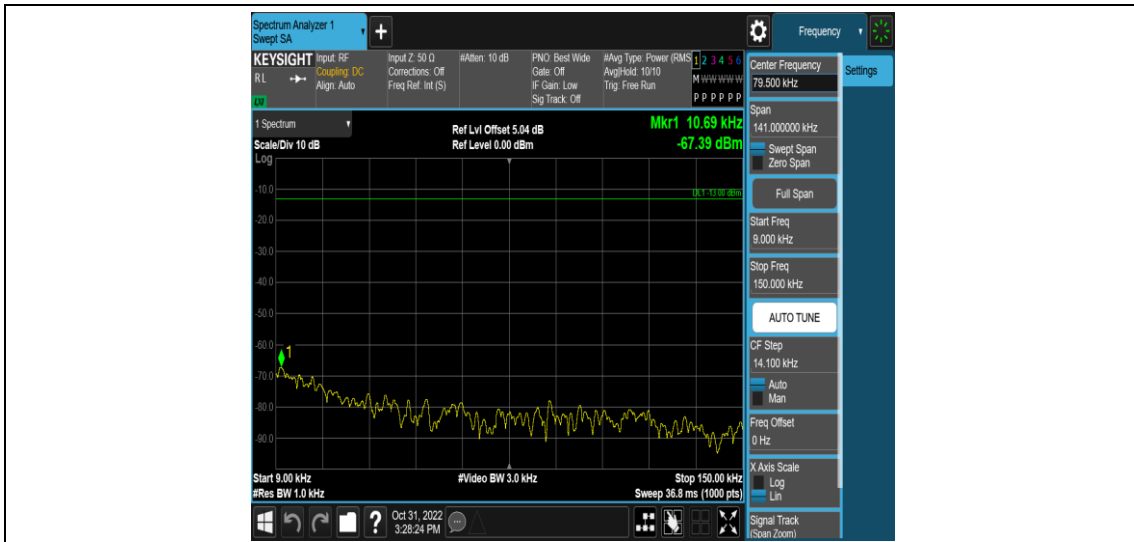 Spectrum Analyzer 1
Swept SA
+
Frequency
KEYSIGHT
RL
Input: RF
Coupling: DC
Align: Auto
Input Z: 50 Ω
Corrections: Off
Freq Ref: Int (S)
#Atten: 10 dB
PNO: Best Wide
Gate: Off
IF Gain: Low
Sig Track: Off
#Avg Type: Power (RMS
Avg|Hold: 10/10
Trig: Free Run
1 2 3 4 5 6
M W W W W W
P P P P P P
1 Spectrum
Scale/Div 10 dB
Ref Lvl Offset 5.04 dB
Ref Level 0.00 dBm
Mkr1 10.69 kHz
-67.39 dBm
Log
DL1 -13.00 dBm
-10.0
-20.0
-30.0
-40.0
-50.0
-60.0
-70.0
-80.0
-90.0
1
Start 9.00 kHz
#Res BW 1.0 kHz
#Video BW 3.0 kHz
Stop 150.00 kHz
Sweep 36.8 ms (1000 pts)
?
Oct 31, 2022
3:28:24 PM
Center Frequency
79.500 kHz
Settings
Span
141.000000 kHz
Swept Span
Zero Span
Full Span
Start Freq
9.000 kHz
Stop Freq
150.000 kHz
AUTO TUNE
CF Step
14.100 kHz
Auto
Man
Freq Offset
0 Hz
X Axis Scale
Log
Lin
Signal Track
(Span Zoom)